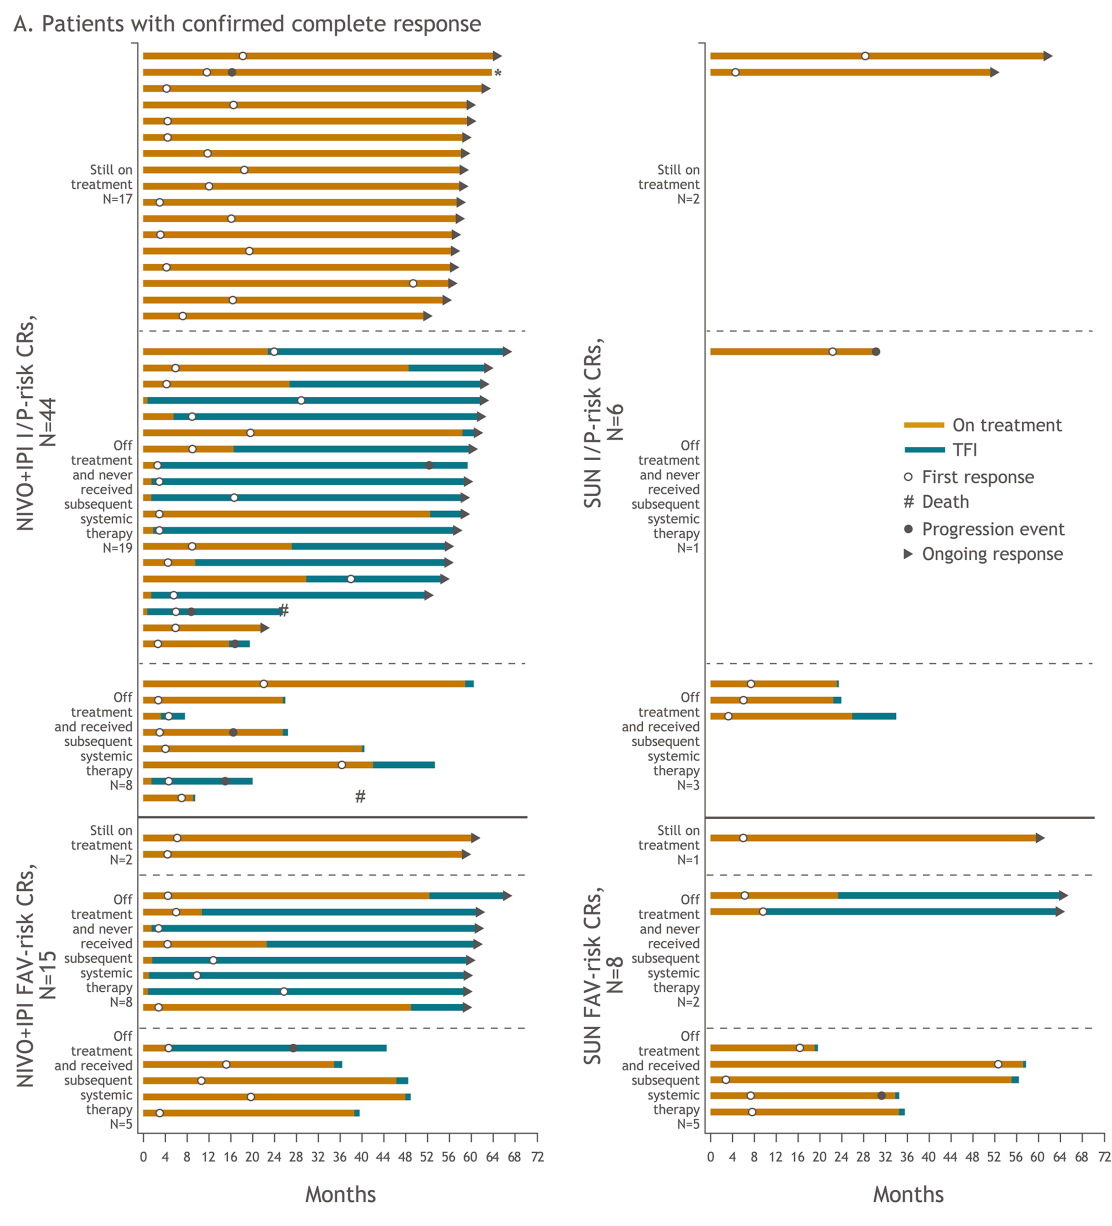 A. Patients with confirmed complete response
NIVO+IPI I/P-risk CRs,
N=44
Still on
treatment
N=17
*
Off
treatment
and never
received
subsequent
systemic
therapy
N=19
#
Off
treatment
and received
subsequent
systemic
therapy
N=8
#
NIVO+IPI FAV-risk CRs,
N=15
Still on
treatment
N=2
Off
treatment
and never
received
subsequent
systemic
therapy
N=8
Off
treatment
and received
subsequent
systemic
therapy
N=5
0 4 8 12 16 20 24 28 32 36 40 44 48 52 56 60 64 68 72
Months
SUN I/P-risk CRs,
N=6
Still on
treatment
N=2
Off
treatment
and never
received
subsequent
systemic
therapy
N=1
On treatment
TFI
First response
# Death
Progression event
Ongoing response
Off
treatment
and received
subsequent
systemic
therapy
N=3
SUN FAV-risk CRs,
N=8
Still on
treatment
N=1
Off
treatment
and never
received
subsequent
systemic
therapy
N=2
Off
treatment
and received
subsequent
systemic
therapy
N=5
0 4 8 12 16 20 24 28 32 36 40 44 48 52 56 60 64 68 72
Months